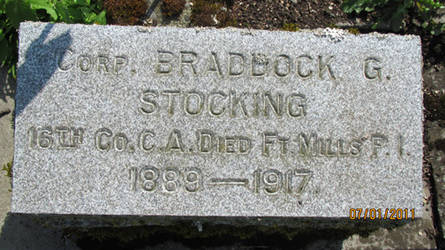 CORP. BRADDOCK G.
STOCKING
16TH CO. C.A. DIED FT MILLS P. I.
1889—1917.
07/01/2011